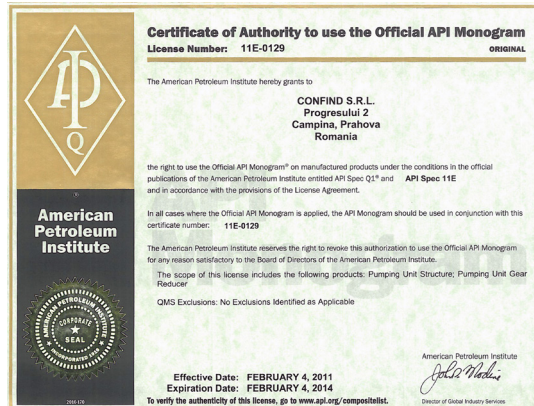 Certificate of Authority to use the Official API Monogram
License Number: 11E-0129
ORIGINAL
The American Petroleum Institute hereby grants to
CONFIND S.R.L.
Progresului 2
Campina, Prahova
Romania
the right to use the Official API Monogram® on manufactured products under the conditions in the official
publications of the American Petroleum Institute entitled API Spec Q1® and API Spec 11E
and in accordance with the provisions of the License Agreement.
In all cases where the Official API Monogram is applied, the API Monogram should be used in conjunction with this
certificate number: 11E-0129
The American Petroleum Institute reserves the right to revoke this authorization to use the Official API Monogram
for any reason satisfactory to the Board of Directors of the American Petroleum Institute.
The scope of this license includes the following products: Pumping Unit Structure; Pumping Unit Gear
Reducer
QMS Exclusions: No Exclusions Identified as Applicable
American Petroleum Institute
Effective Date: FEBRUARY 4, 2011
Expiration Date: FEBRUARY 4, 2014
To verify the authenticity of this license, go to www.api.org/compositelist.
Director of Global Industry Services
API
Q
American
Petroleum
Institute
AMERICAN PETROLEUM INSTITUTE
CORPORATE
SEAL
INCORPORATED 1919